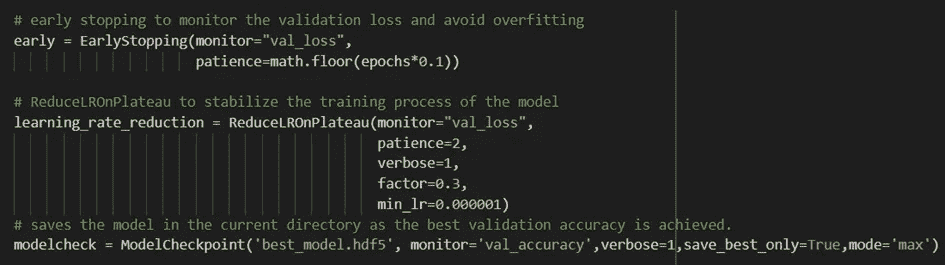 # early stopping to monitor the validation loss and avoid overfitting
early = EarlyStopping(monitor="val_loss",
patience=math.floor(epochs*0.1))
# ReduceLROnPlateau to stabilize the training process of the model
learning_rate_reduction = ReduceLROnPlateau(monitor="val_loss",
patience=2,
verbose=1,
factor=0.3,
min_lr=0.000001)
# saves the model in the current directory as the best validation accuracy is achieved.
modelcheck = ModelCheckpoint('best_model.hdf5', monitor='val_accuracy',verbose=1,save_best_only=True,mode='max')